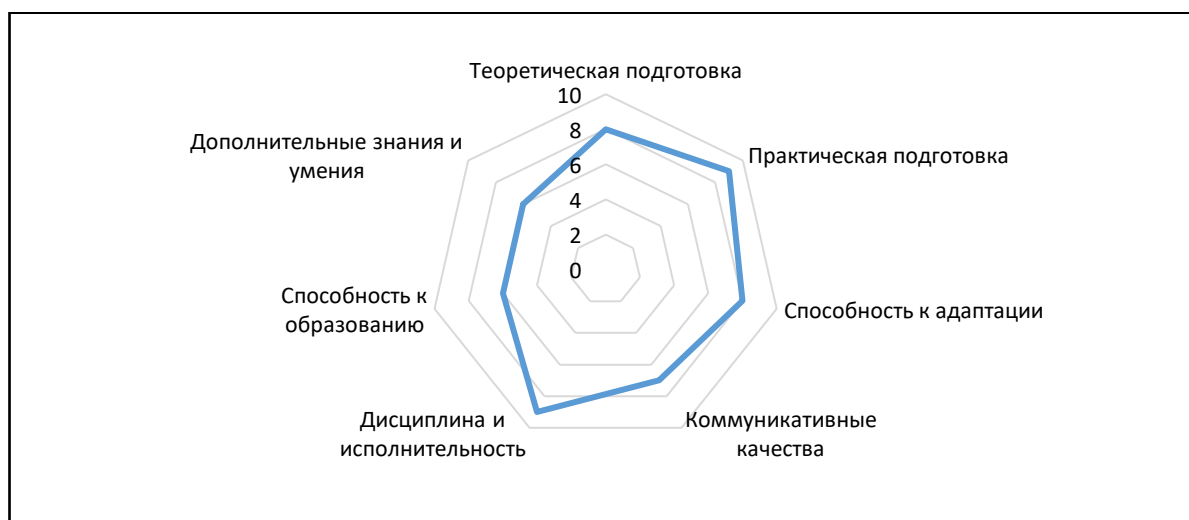 Теоретическая подготовка
10
8
6
4
2
0
Практическая подготовка
Способность к адаптации
Коммуникативные
качества
Дисциплина и
исполнительность
Способность к
образованию
Дополнительные знания и
умения